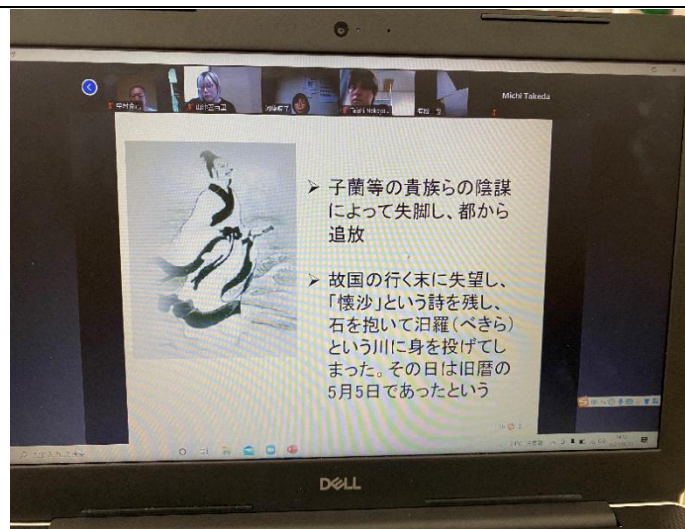 Michi Takeda
➢ 子蘭等の貴族らの陰謀
によって失脚し、都から
追放
➢ 故国の行く末に失望し、
「懐沙」という詩を残し、
石を抱いて汨羅(べきら)
という川に身を投げてし
まった。その日は旧暦の
5月5日であったという
DELL